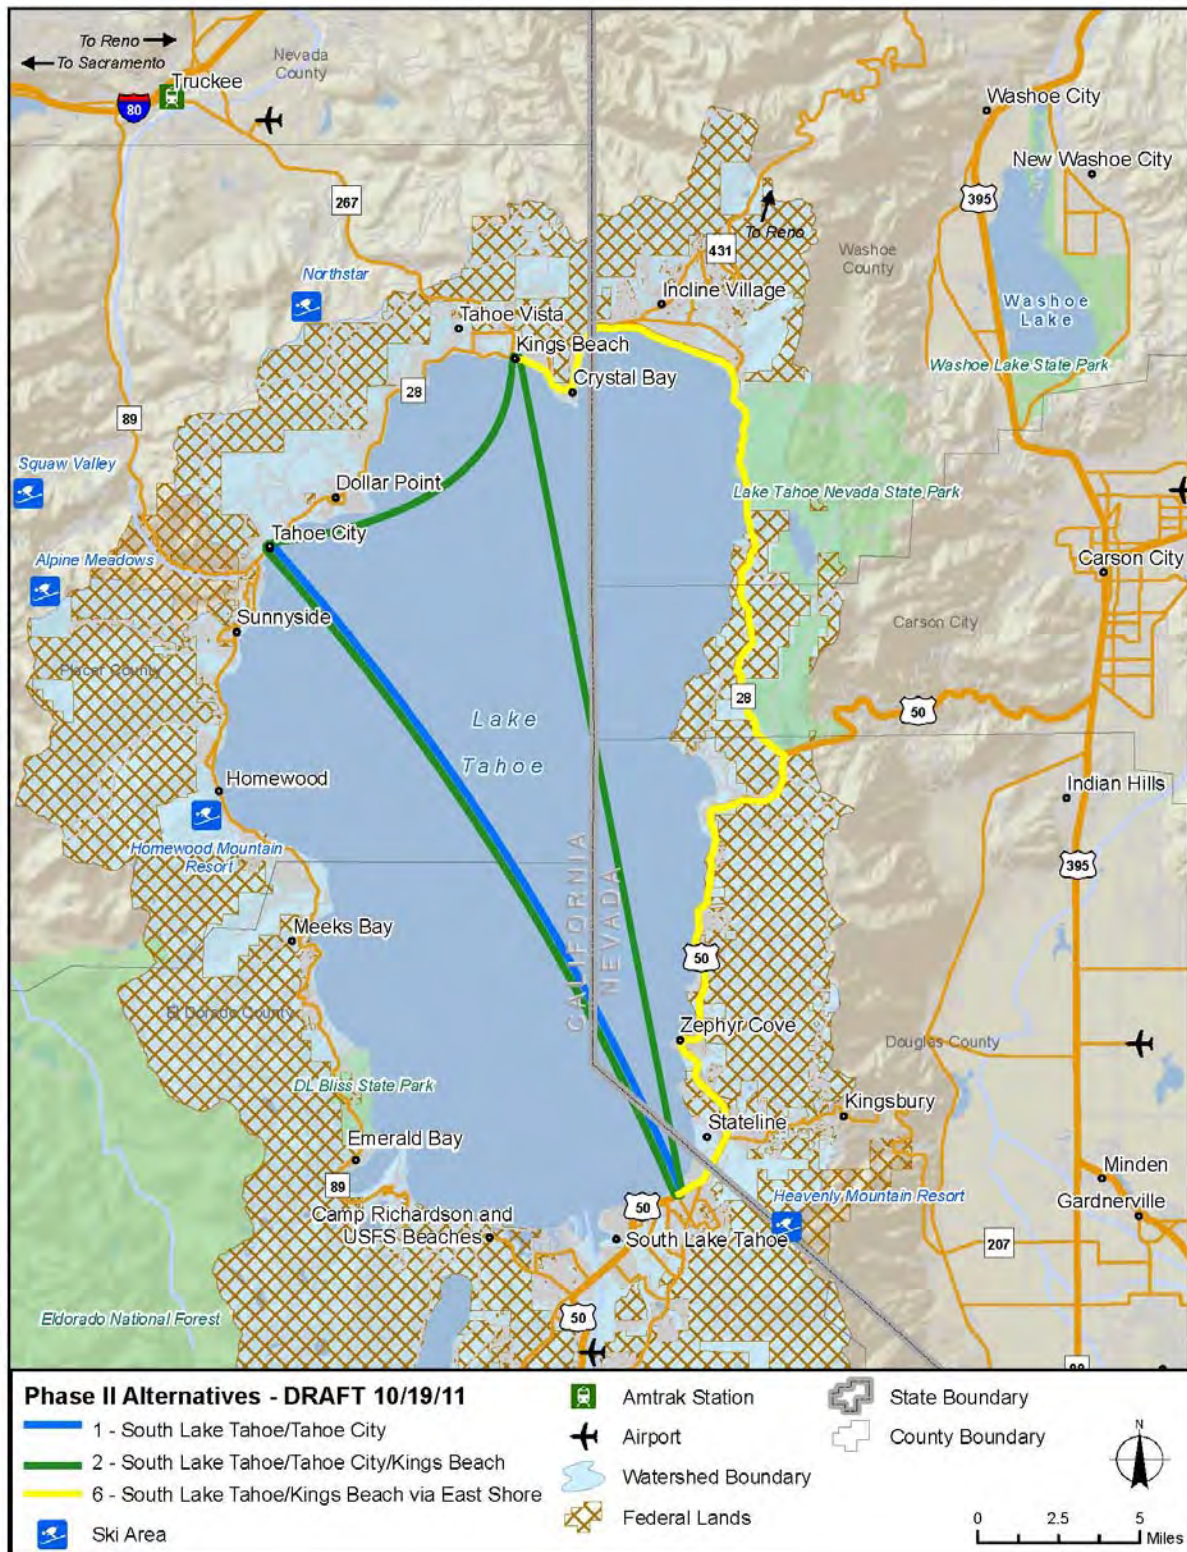 To Reno
To Sacramento
Nevada
County
Truckee
80
Washoe City
New Washoe City
395
267
To Reno
431
Washoe
County
Northstar
Incline Village
Washoe
Lake
Tahoe Vista
Kings Beach
Washoe Lake State Park
Crystal Bay
28
89
Squaw Valley
Dollar Point
Lake Tahoe Nevada State Park
Tahoe City
Alpine Meadows
Carson City
Sunnyside
Carson City
Placer County
28
50
Lake
Tahoe
Homewood
Indian Hills
Homewood Mountain
Resort
395
CALIFORNIA
NEVADA
Meeks Bay
50
El Dorado County
Zephyr Cove
Douglas County
DL Bliss State Park
Kingsbury
Stateline
Emerald Bay
Minden
89
Heavenly Mountain Resort
Gardnerville
Camp Richardson and
USFS Beaches
50
South Lake Tahoe
207
Eldorado National Forest
50
Phase II Alternatives - DRAFT 10/19/11
1 - South Lake Tahoe/Tahoe City
2 - South Lake Tahoe/Tahoe City/Kings Beach
6 - South Lake Tahoe/Kings Beach via East Shore
Ski Area
Amtrak Station
Airport
Watershed Boundary
Federal Lands
State Boundary
County Boundary
N
0 2.5 5
Miles